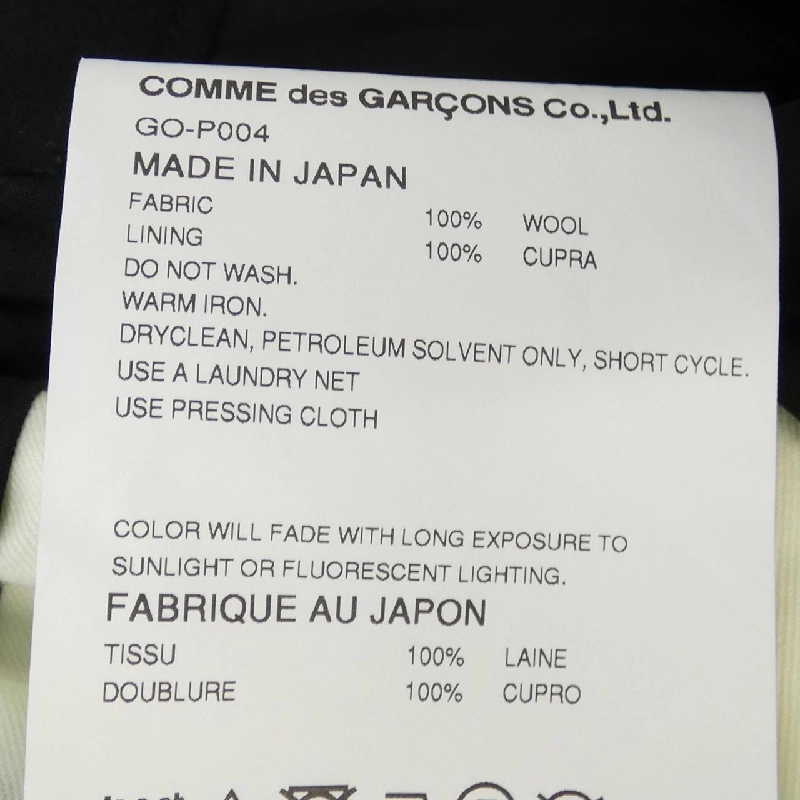 COMME des GARÇONS Co.,Ltd.
GO-P004
MADE IN JAPAN
FABRIC 100% WOOL
LINING 100% CUPRA
DO NOT WASH.
WARM IRON.
DRYCLEAN, PETROLEUM SOLVENT ONLY, SHORT CYCLE.
USE A LAUNDRY NET
USE PRESSING CLOTH
COLOR WILL FADE WITH LONG EXPOSURE TO
SUNLIGHT OR FLUORESCENT LIGHTING.
FABRIQUE AU JAPON
TISSU 100% LAINE
DOUBLURE 100% CUPRO